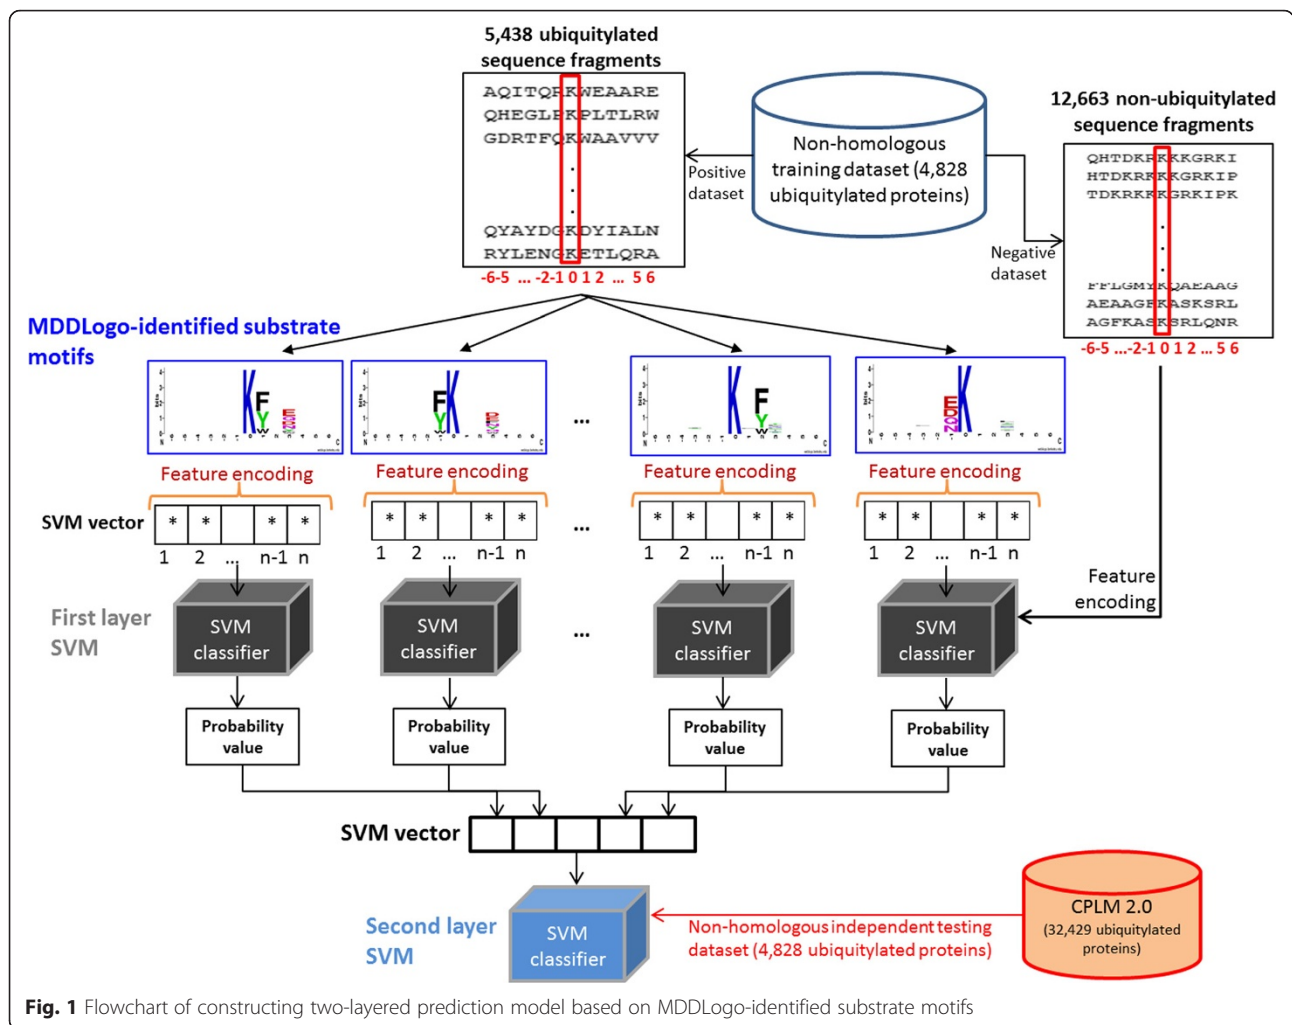 5,438 ubiquitylated
sequence fragments
AQITQRKWEAARE
QHEGLPKPLTLRW
GDRTFQKWAAVVV
QYAYDGKDYIALN
RYLENGKETLQRA
-6-5 ... -2-1 0 1 2 ... 5 6
Positive
dataset
Non-homologous
training dataset (4,828
ubiquitylated proteins)
Negative
dataset
12,663 non-ubiquitylated
sequence fragments
QHTDKRKKKGRKI
HTDKRKKKGRKIP
TDKRKKKGRKIPK
FFLGMYKQAEAAG
AEAAGFKASKSRL
AGFKASKSRLQNR
-6-5 ...-2-1 0 1 2 ... 5 6
MDDLogo-identified substrate
motifs
...
Feature encoding
Feature encoding
Feature encoding
Feature encoding
SVM vector
* * * *
* * * *
...
* * * *
* * * *
1 2 ... n-1 n
1 2 ... n-1 n
1 2 ... n-1 n
1 2 ... n-1 n
Feature
encoding
First layer
SVM
SVM
classifier
SVM
classifier
...
SVM
classifier
SVM
classifier
Probability
value
Probability
value
Probability
value
Probability
value
SVM vector
Second layer
SVM
SVM
classifier
Non-homologous independent testing
dataset (4,828 ubiquitylated proteins)
CPLM 2.0
(32,429 ubiquitylated
proteins)
Fig. 1 Flowchart of constructing two-layered prediction model based on MDDLogo-identified substrate motifs